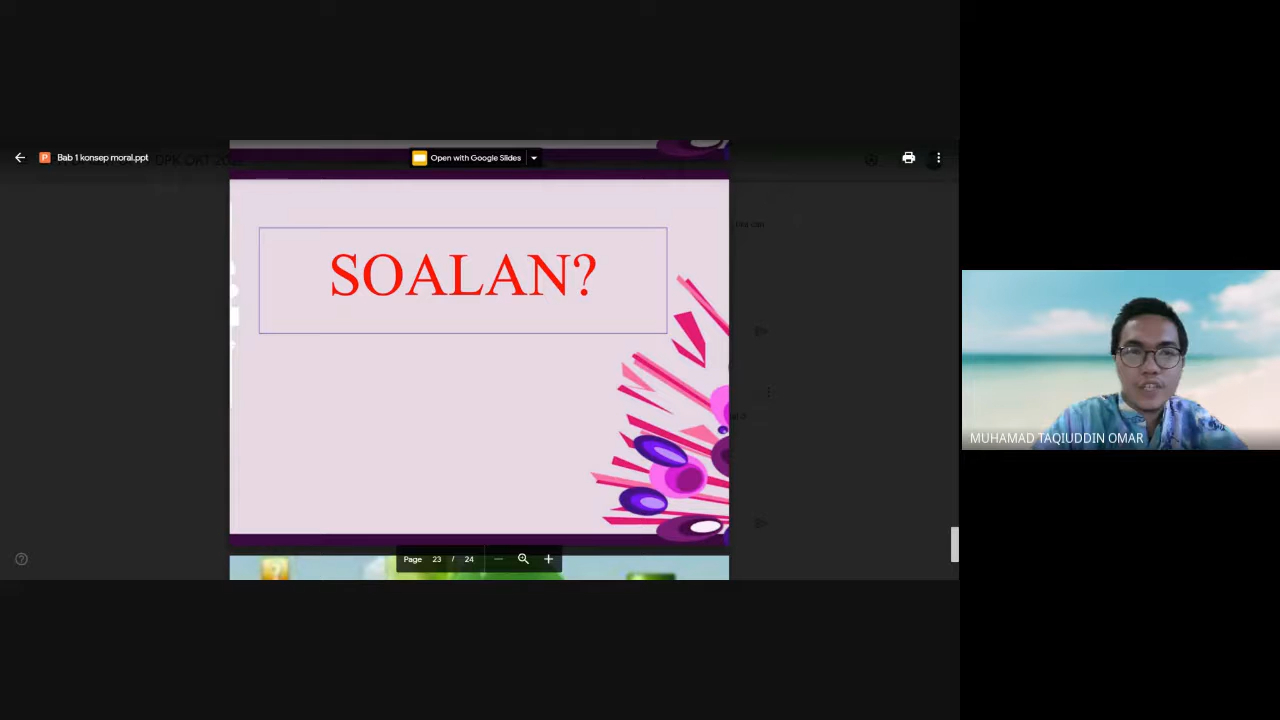 Bab 1 konsep moral.ppt
Open with Google Slides
SOALAN?
MUHAMAD TAQIUDDIN OMAR
Page 23 / 24